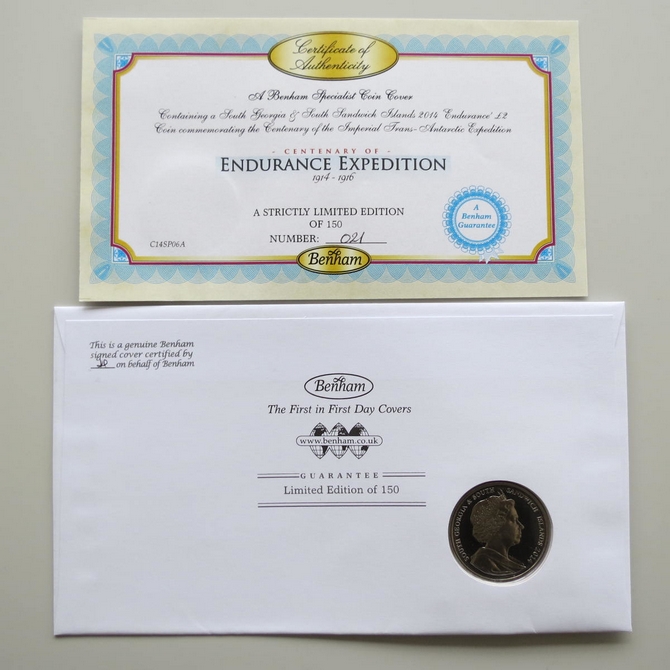 Certificate of
Authenticity
A Benham Specialist Coin Cover
Containing a South Georgia & South Sandwich Islands 2014 'Endurance' £2
Coin commemorating the Centenary of the Imperial Trans-Antarctic Expedition
- CENTENARY OF -
ENDURANCE EXPEDITION
1914 - 1916
A STRICTLY LIMITED EDITION
OF 150
NUMBER: 021
C14SP06A
A
Benham
Guarantee
Benham
This is a genuine Benham
signed cover certified by
on behalf of Benham
Benham
The First in First Day Covers
www.benham.co.uk
GUARANTEE
Limited Edition of 150
SOUTH GEORGIA & SOUTH SANDWICH ISLANDS 2014